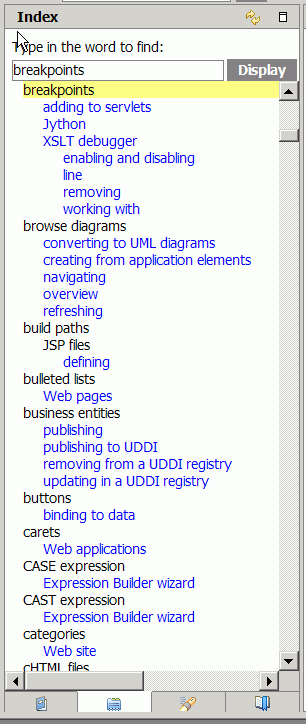 Index
Type in the word to find:
breakpoints
Display
breakpoints
adding to servlets
Jython
XSLT debugger
enabling and disabling
line
removing
working with
browse diagrams
converting to UML diagrams
creating from application elements
navigating
overview
refreshing
build paths
JSP files
defining
bulleted lists
Web pages
business entities
publishing
publishing to UDDI
removing from a UDDI registry
updating in a UDDI registry
buttons
binding to data
carets
Web applications
CASE expression
Expression Builder wizard
CAST expression
Expression Builder wizard
categories
Web site
cHTML files